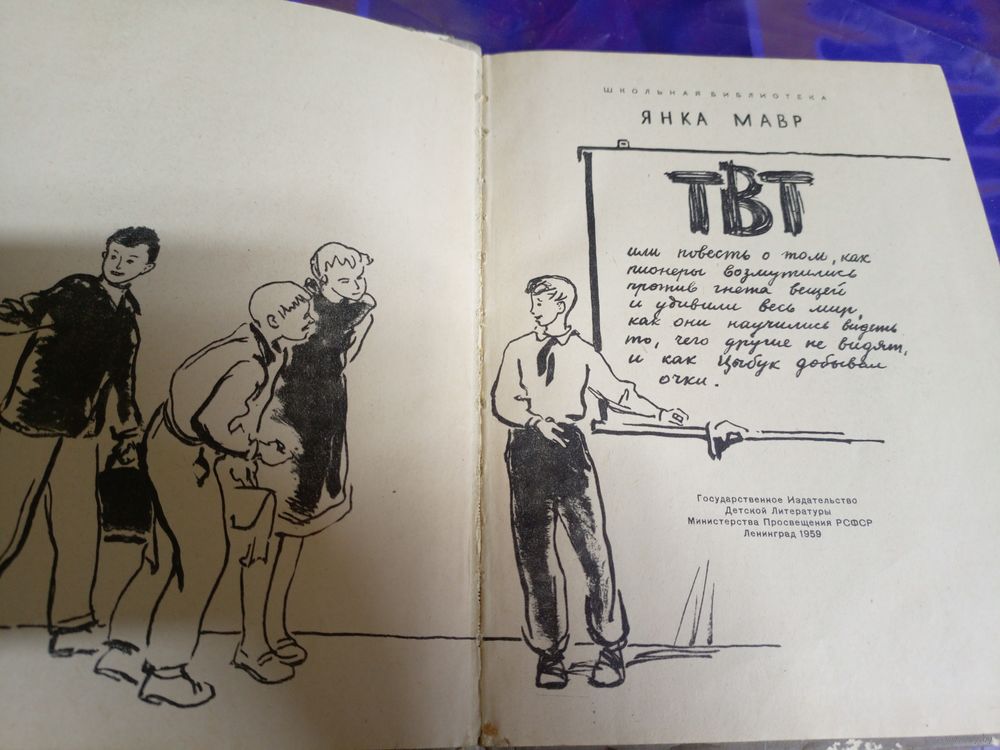 ШКОЛЬНАЯ БИБЛИОТЕКА
ЯНКА МАВР
ТВТ
или повесть о том, как
пионеры возмутились
против гнета вещей
и удивили весь мир,
как они научились видеть
то, чего другие не видят,
и как Цыбук добывал
очки.
Государственное Издательство
Детской Литературы
Министерства Просвещения РСФСР
Ленинград 1959